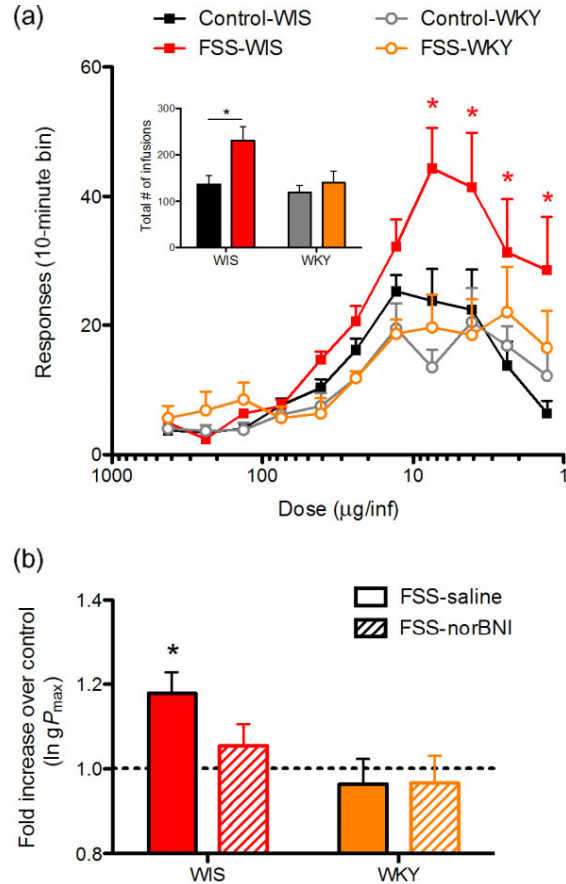 (a)
Control-WIS
Control-WKY
FSS-WIS
FSS-WKY
60
40
20
0
Responses (10-minute bin)
300
200
100
0
Total # of infusions
*
WIS
WKY
* * * *
1000
100
10
1
Dose (µg/inf)
(b)
1.4
1.2
1.0
0.8
Fold increase over control
(ln gPmax)
FSS-saline
FSS-norBNI
*
WIS
WKY